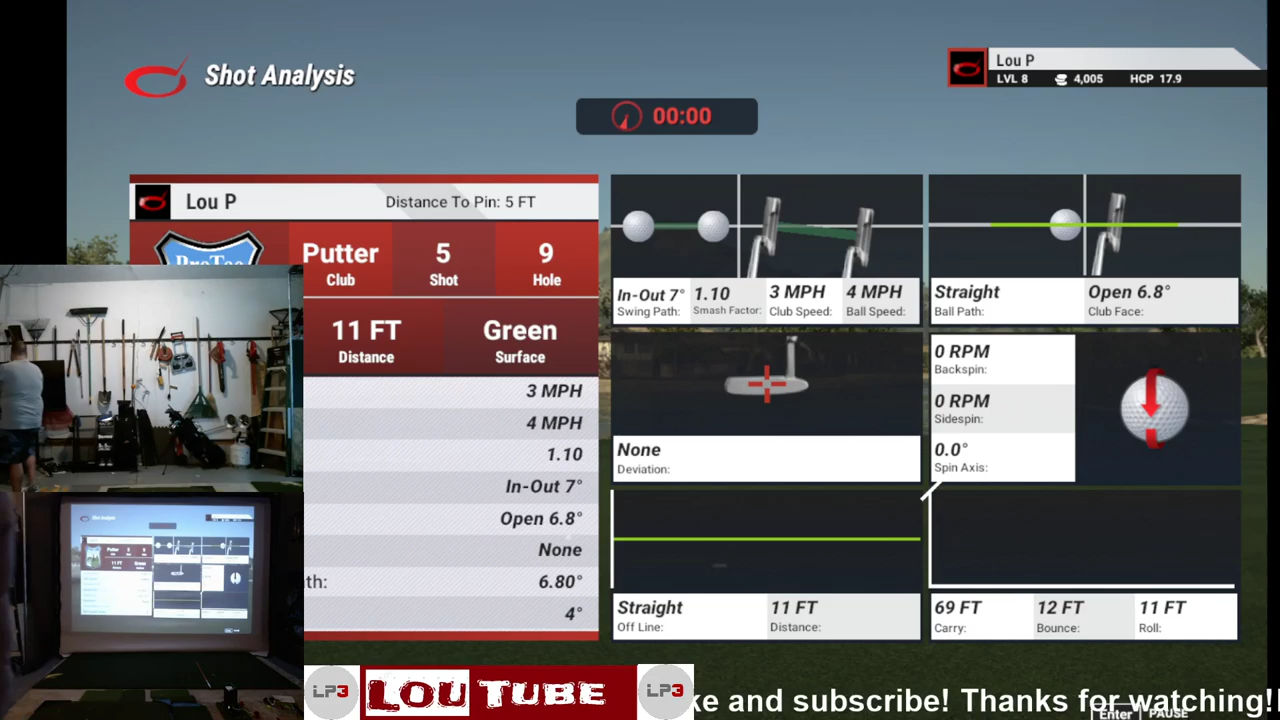 Shot Analysis
Lou P
LVL 8 4,005 HCP 17.9
00:00
Lou P Distance To Pin: 5 FT
Putter 5 9
Club Shot Hole
11 FT Green
Distance Surface
3 MPH
4 MPH
1.10
In-Out 7°
Open 6.8°
None
th: 6.80°
4°
In-Out 7° 1.10 3 MPH 4 MPH
Swing Path: Smash Factor: Club Speed: Ball Speed:
Straight Open 6.8°
Ball Path: Club Face:
None
Deviation:
0 RPM
Backspin:
0 RPM
Sidespin:
0.0°
Spin Axis:
Straight 11 FT
Off Line: Distance:
69 FT 12 FT 11 FT
Carry: Bounce: Roll:
LP3 LOU TUBE LP3
ke and subscribe! Thanks for watching!!
Enter PAUSE